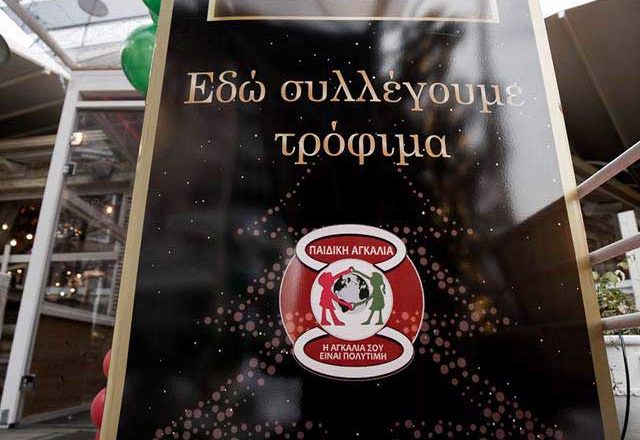 Εδώ συλλέγουμε
τρόφιμα
ΠΑΙΔΙΚΗ ΑΓΚΑΛΙΑ
Η ΑΓΚΑΛΙΑ ΣΟΥ
ΕΙΝΑΙ ΠΟΛΥΤΙΜΗ